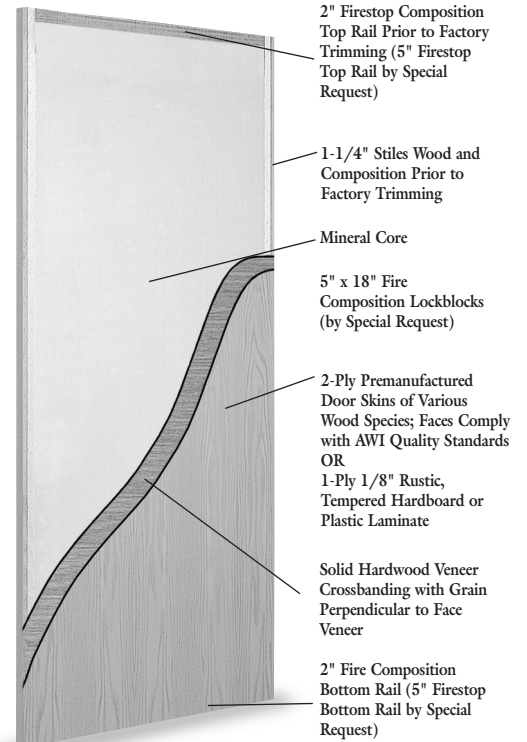 2" Firestop Composition
Top Rail Prior to Factory
Trimming (5" Firestop
Top Rail by Special
Request)
1-1/4" Stiles Wood and
Composition Prior to
Factory Trimming
Mineral Core
5" x 18" Fire
Composition Lockblocks
(by Special Request)
2-Ply Premanufactured
Door Skins of Various
Wood Species; Faces Comply
with AWI Quality Standards
OR
1-Ply 1/8" Rustic,
Tempered Hardboard or
Plastic Laminate
Solid Hardwood Veneer
Crossbanding with Grain
Perpendicular to Face
Veneer
2" Fire Composition
Bottom Rail (5" Firestop
Bottom Rail by Special
Request)